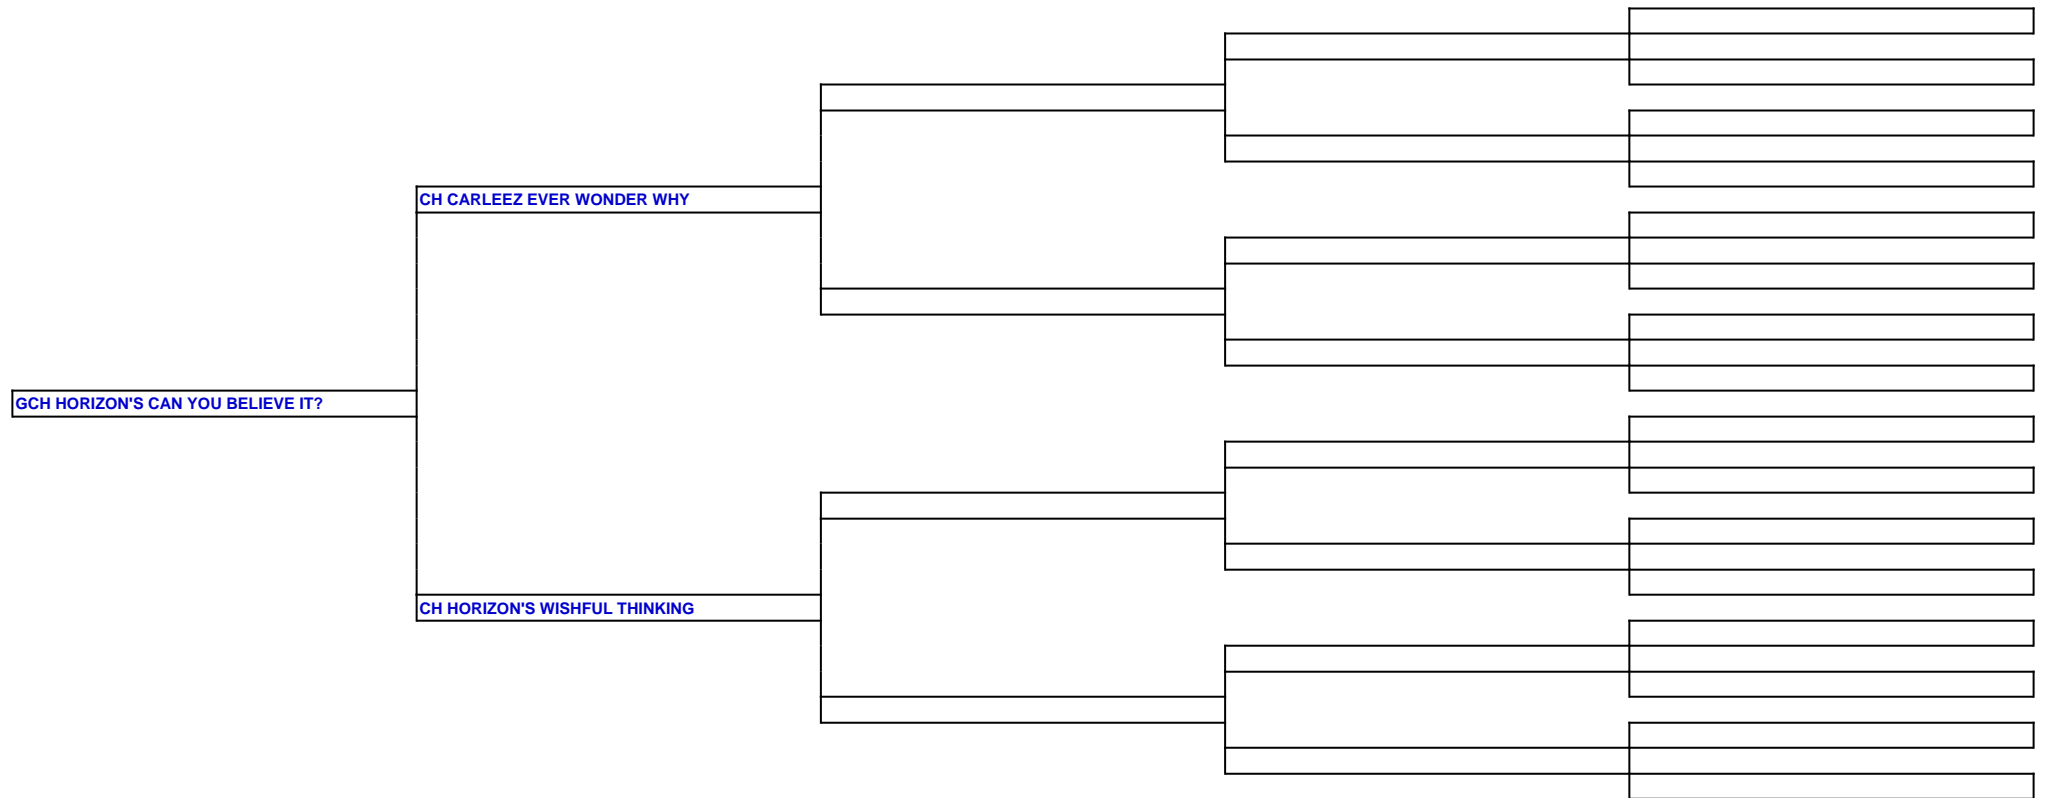 CH CARLEEZ EVER WONDER WHY
GCH HORIZON'S CAN YOU BELIEVE IT?
CH HORIZON'S WISHFUL THINKING